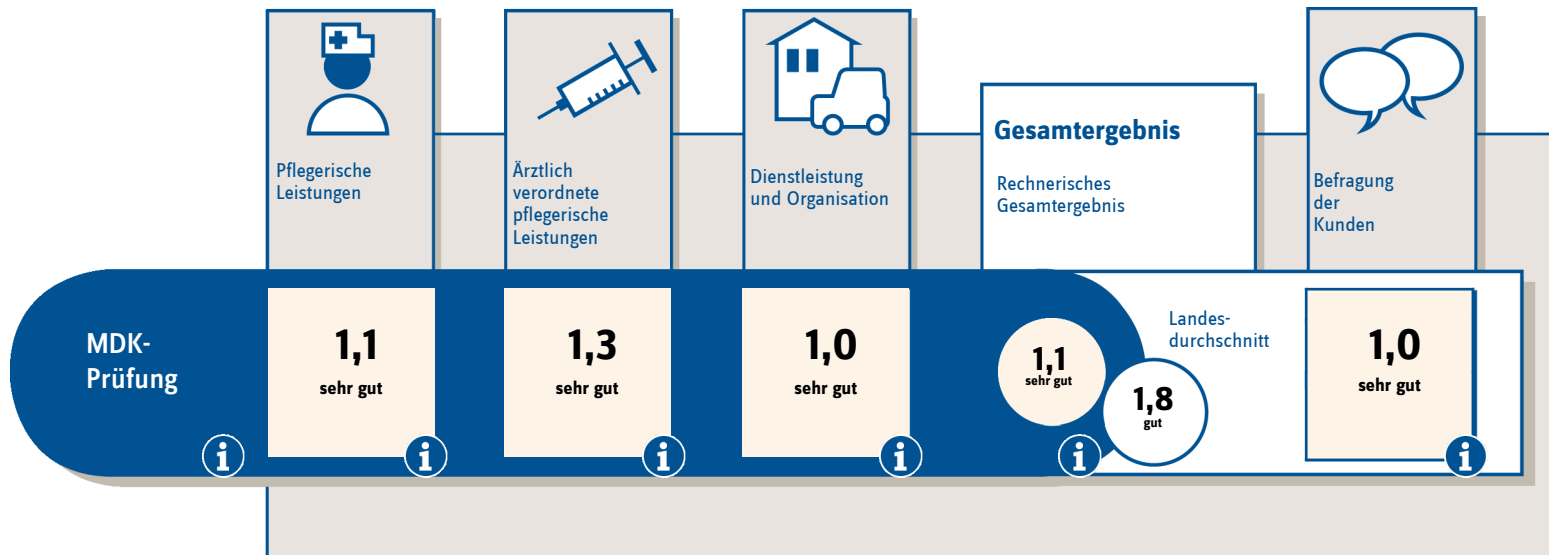 Pflegerische
Leistungen
Ärztlich
verordnete
pflegerische
Leistungen
Dienstleistung
und Organisation
Gesamtergebnis
Rechnerisches
Gesamtergebnis
Befragung
der
Kunden
MDK-
Prüfung
1,1
sehr gut
1,3
sehr gut
1,0
sehr gut
1,1
sehr gut
Landes-
durchschnitt
1,8
gut
1,0
sehr gut
i
i
i
i
i
i